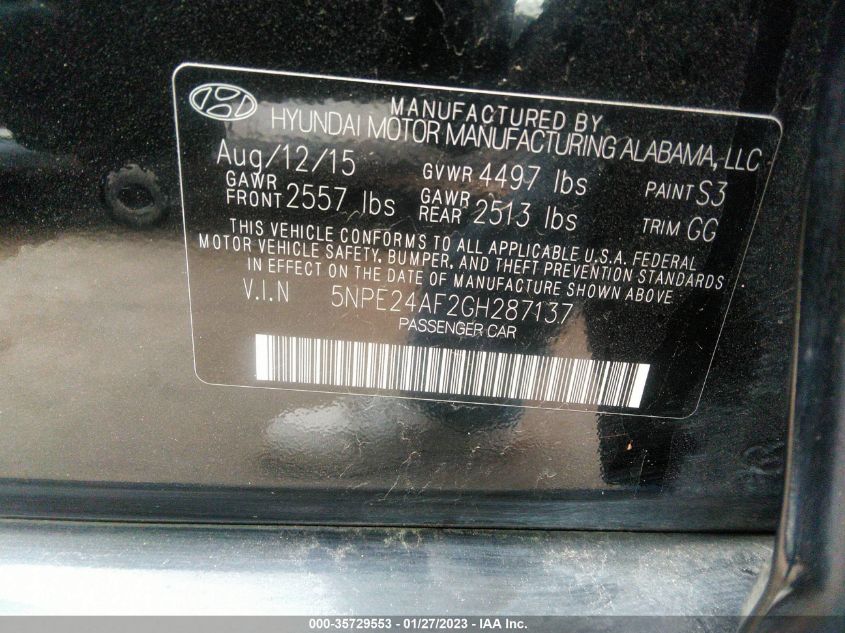 MANUFACTURED BY
HYUNDAI MOTOR MANUFACTURING ALABAMA, LLC
Aug/12/15 GVWR 4497 lbs PAINT S3
GAWR FRONT 2557 lbs GAWR REAR 2513 lbs TRIM GG
THIS VEHICLE CONFORMS TO ALL APPLICABLE U.S.A. FEDERAL
MOTOR VEHICLE SAFETY, BUMPER, AND THEFT PREVENTION STANDARDS
IN EFFECT ON THE DATE OF MANUFACTURE SHOWN ABOVE
V.I.N 5NPE24AF2GH287137
PASSENGER CAR
000-35729553 — 01/27/2023 — IAA Inc.